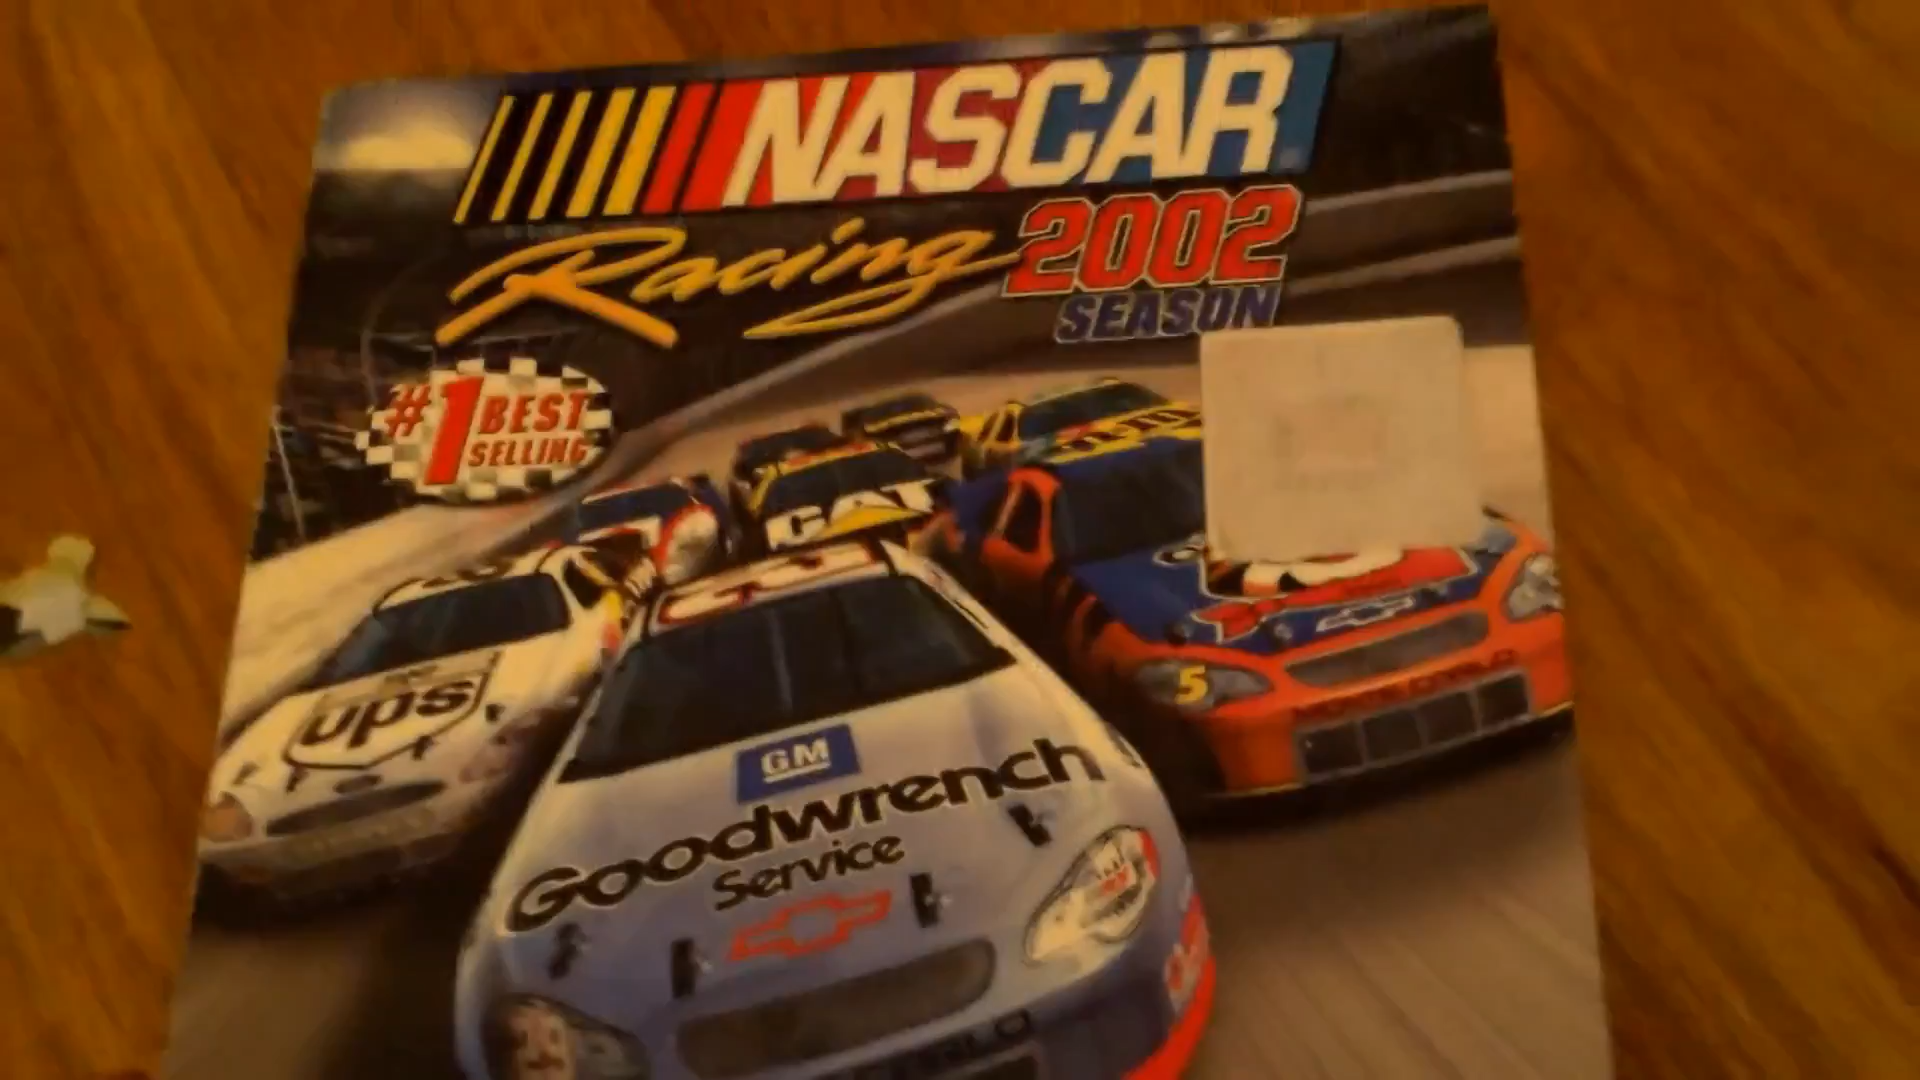 NASCAR
Racing 2002
SEASON
#1 BEST
SELLING
CAT
ups
5
GM
Goodwrench
Service